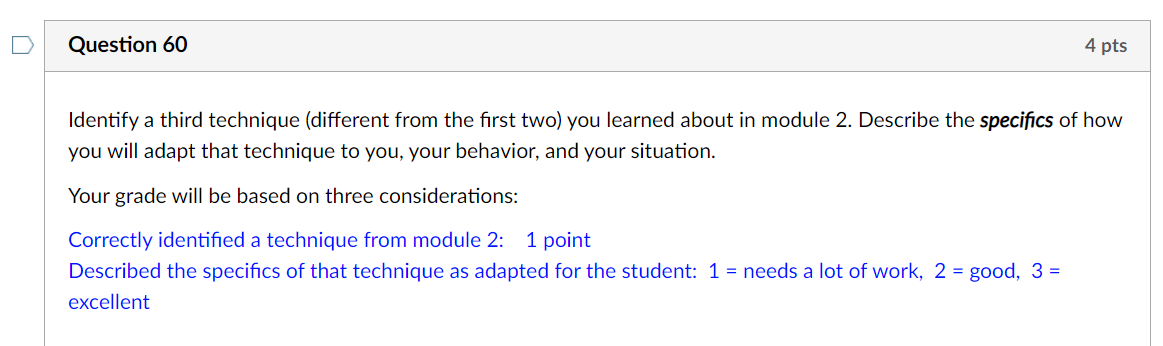 Question 60
4 pts
Identify a third technique (different from the first two) you learned about in module 2. Describe the specifics of how
you will adapt that technique to you, your behavior, and your situation.
Your grade will be based on three considerations:
Correctly identified a technique from module 2: 1 point
Described the specifics of that technique as adapted for the student: 1 = needs a lot of work, 2 = good, 3 =
excellent